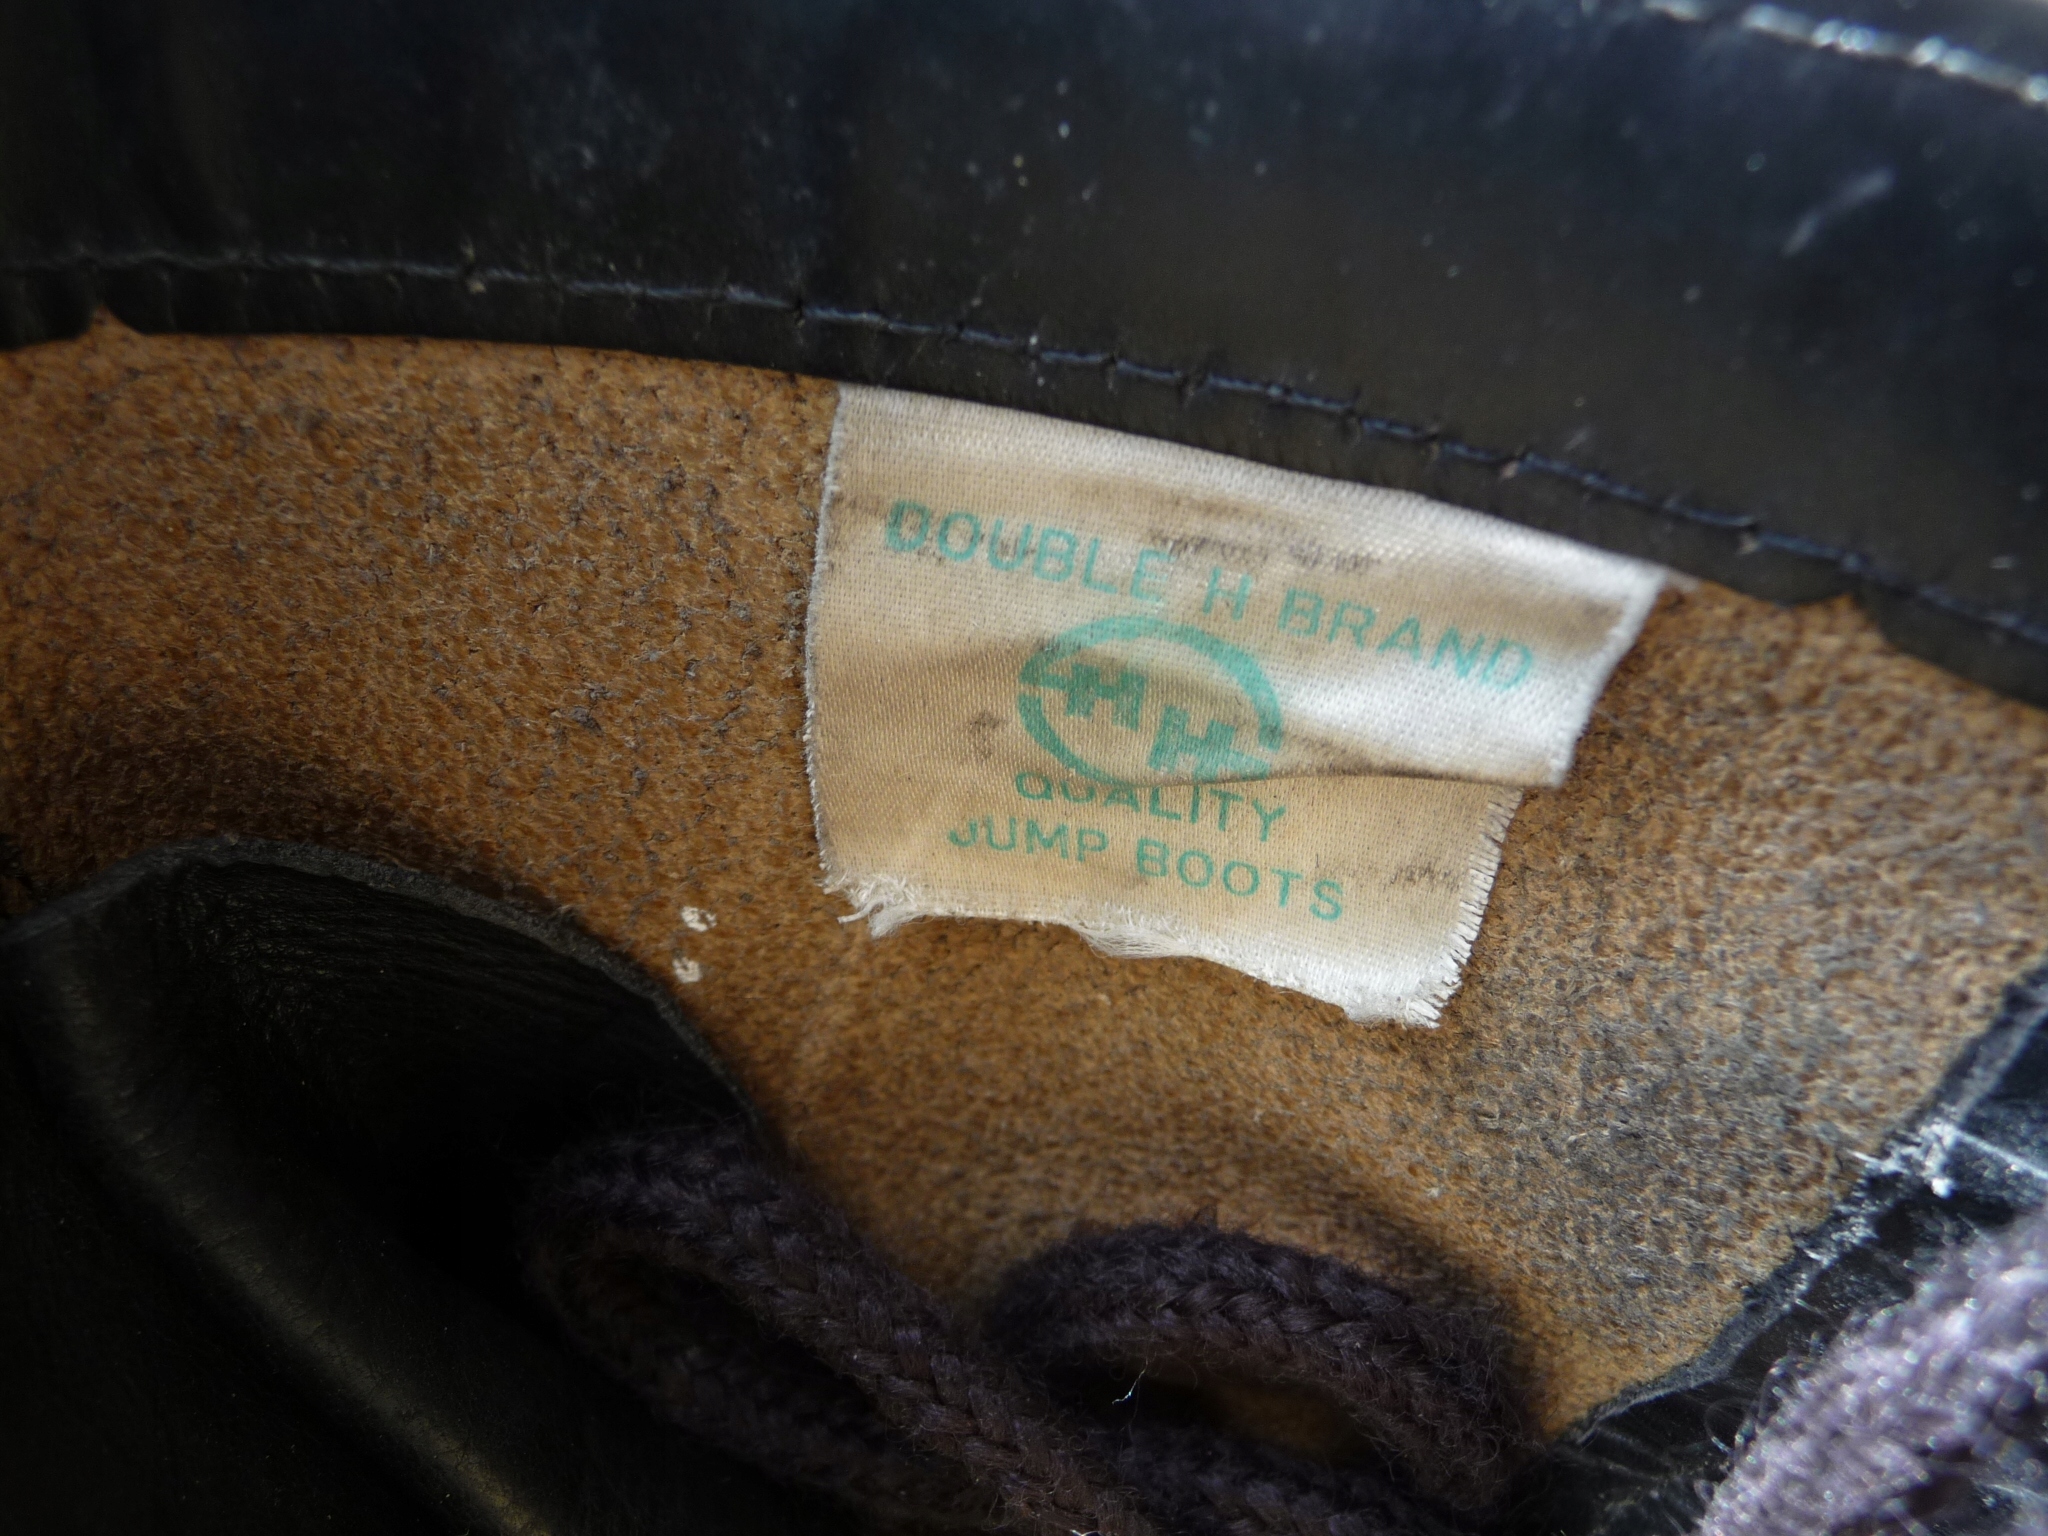 DOUBLE H BRAND
HH
QUALITY
JUMP BOOTS